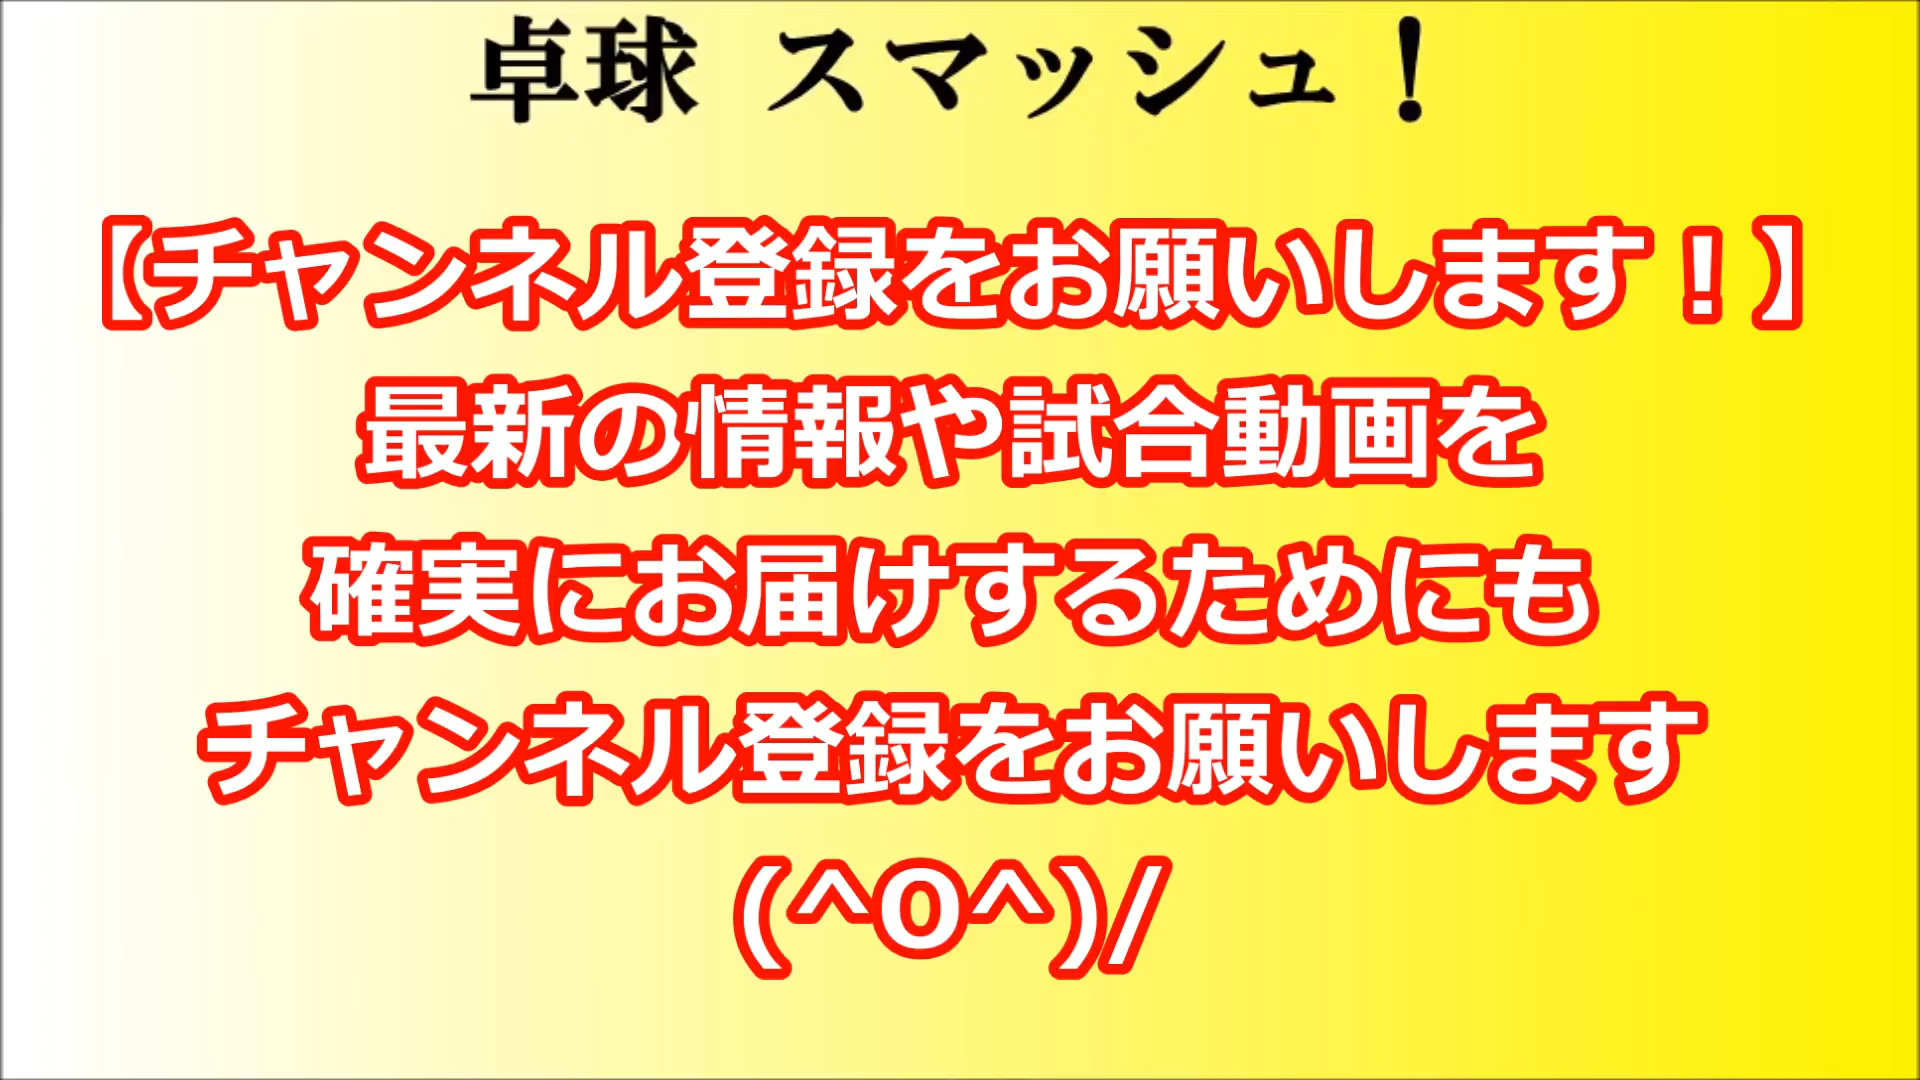 卓球 スマッシュ！
【チャンネル登録をお願いします！】
最新の情報や試合動画を
確実にお届けするためにも
チャンネル登録をお願いします
(^O^)/